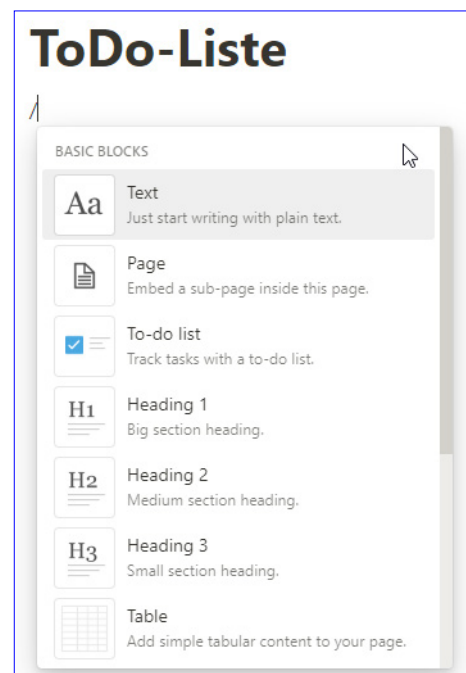 ToDo-Liste
/
BASIC BLOCKS
Aa
Text
Just start writing with plain text.
Page
Embed a sub-page inside this page.
To-do list
Track tasks with a to-do list.
H1
Heading 1
Big section heading.
H2
Heading 2
Medium section heading.
H3
Heading 3
Small section heading.
Table
Add simple tabular content to your page.